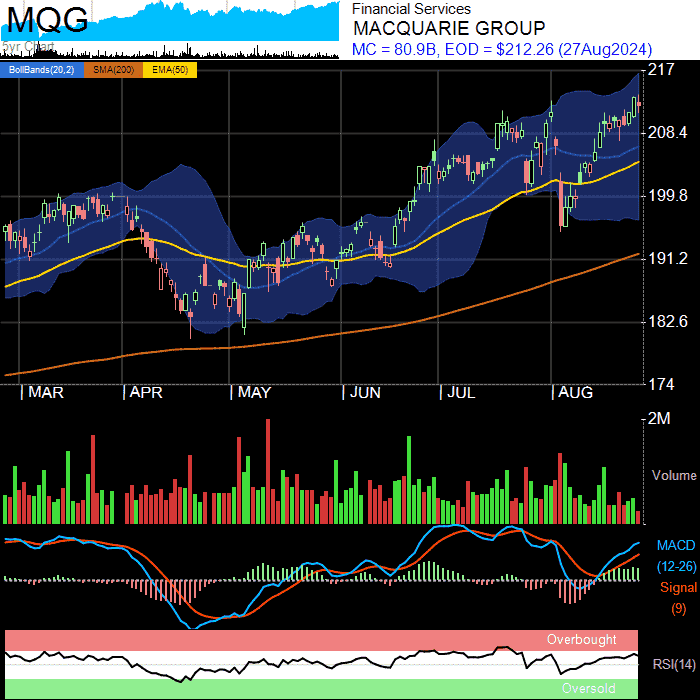 MQG
5yr Chart
Financial Services
MACQUARIE GROUP
MC = 80.9B, EOD = $212.26 (27Aug2024)
BollBands(20,2) SMA(200) EMA(50)
217
208.4
199.8
191.2
182.6
174
MAR APR MAY JUN JUL AUG
2M
Volume
MACD
(12-26)
Signal
(9)
Overbought
RSI(14)
Oversold